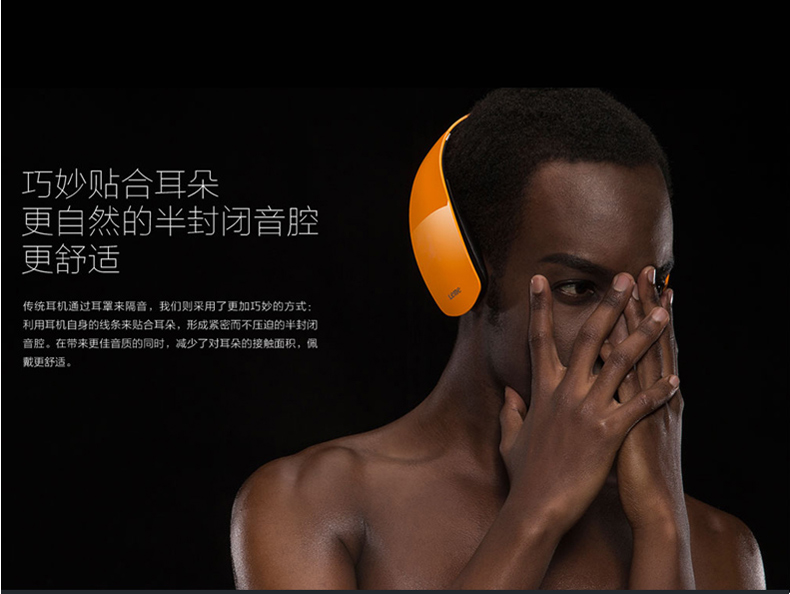 巧妙贴合耳朵
更自然的半封闭音腔
更舒适
传统耳机通过耳罩来隔音，我们则采用了更加巧妙的方式：
利用耳机自身的线条来贴合耳朵，形成紧密而不压迫的半封闭
音腔。在带来更佳音质的同时，减少了对耳朵的接触面积，佩
戴更舒适。